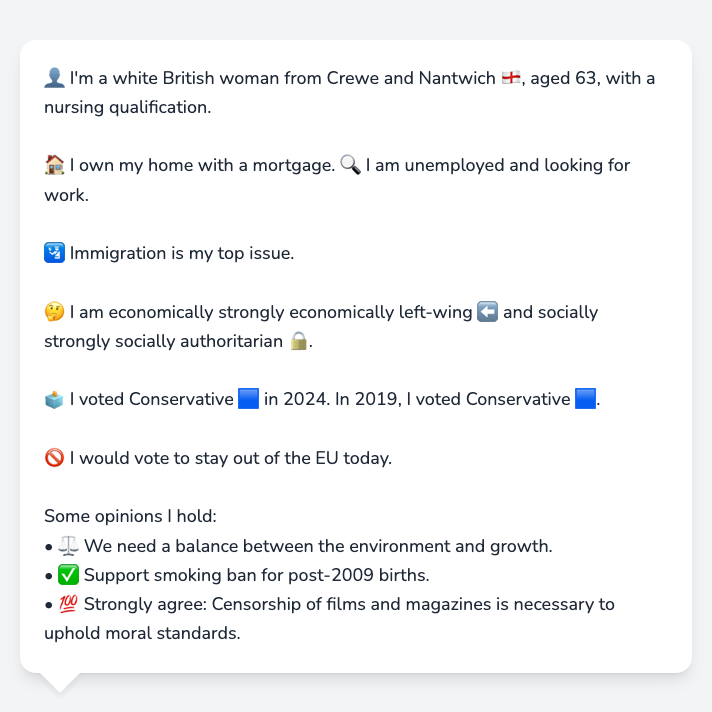 👤 I'm a white British woman from Crewe and Nantwich 🏴󠁧󠁢󠁥󠁮󠁧󠁿, aged 63, with a
nursing qualification.
🏠 I own my home with a mortgage. 🔍 I am unemployed and looking for
work.
🛂 Immigration is my top issue.
🤔 I am economically strongly economically left-wing ⬅️ and socially
strongly socially authoritarian 🔒.
🗳️ I voted Conservative 🟦 in 2024. In 2019, I voted Conservative 🟦.
🚫 I would vote to stay out of the EU today.
Some opinions I hold:
• ⚖️ We need a balance between the environment and growth.
• ✅ Support smoking ban for post-2009 births.
• 💯 Strongly agree: Censorship of films and magazines is necessary to
uphold moral standards.